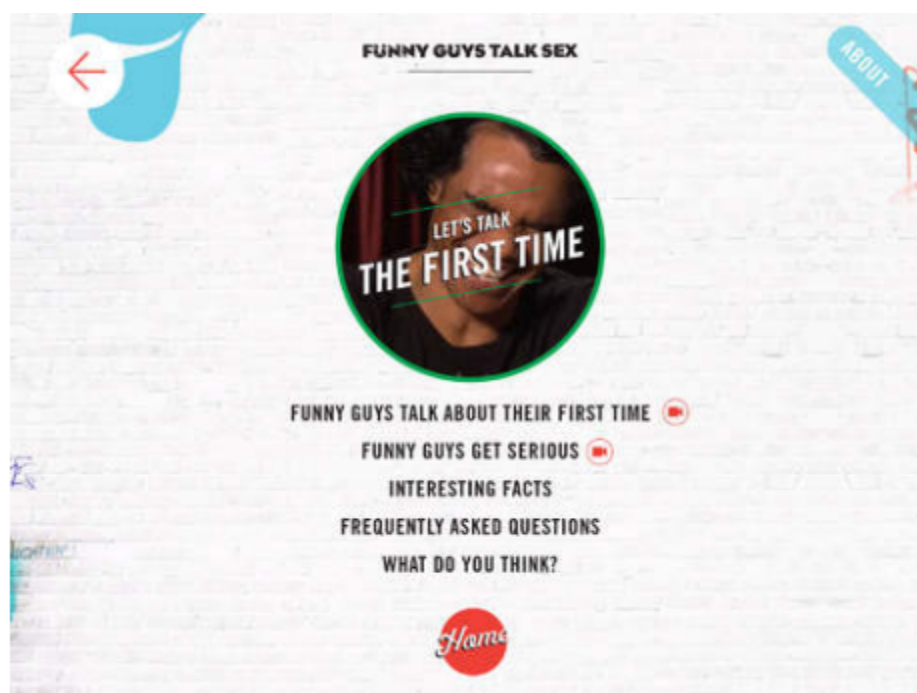 FUNNY GUYS TALK SEX
ABOUT
LET'S TALK
THE FIRST TIME
FUNNY GUYS TALK ABOUT THEIR FIRST TIME
FUNNY GUYS GET SERIOUS
INTERESTING FACTS
FREQUENTLY ASKED QUESTIONS
WHAT DO YOU THINK?
Home